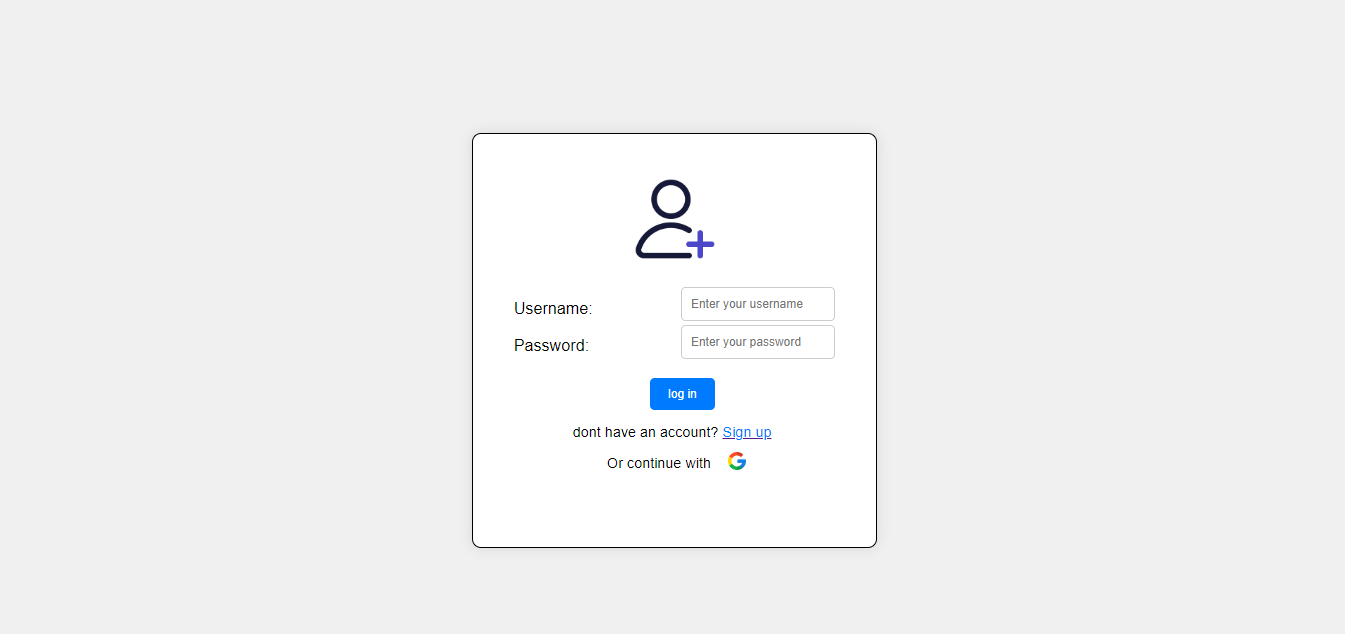 Username: Enter your username
Password: Enter your password
log in
dont have an account? Sign up
Or continue with